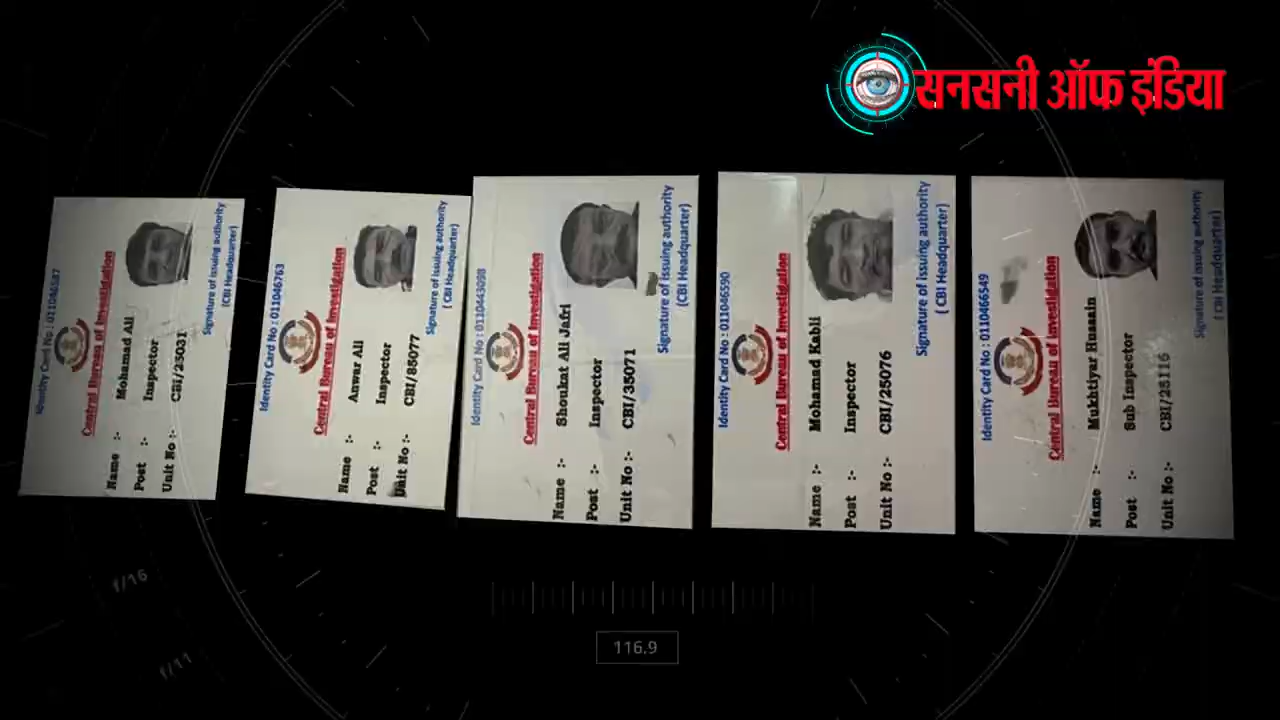 सनसनी ऑफ इंडिया
Identity Card No : 011046587
Central Bureau of Investigation
Name :- Mohamad Ali
Post :- Inspector
Unit No :- CBI/25031
Signature of issuing authority
(CBI Headquarter)
Identity Card No : 011046763
Central Bureau of Investigation
Name :- Anwar Ali
Post :- Inspector
Unit No :- CBI/85077
Signature of issuing authority
( CBI Headquarter)
Identity Card No : 0110443098
Central Bureau of Investigation
Name :- Shoukat Ali Jafri
Post :- Inspector
Unit No :- CBI/35071
Signature of issuing authority
(CBI Headquarter)
Identity Card No : 011046590
Central Bureau of Investigation
Name :- Mohamad Kabli
Post :- Inspector
Unit No :- CBI/25076
Signature of issuing authority
( CBI Headquarter)
Identity Card No : 0110466549
Central Bureau of Investigation
Name :- Mukhtiyar Hussain
Post :- Sub Inspector
Unit No :- CBI/25116
Signature of issuing authority
( CBI Headquarter)
f/16
f/11
116.9